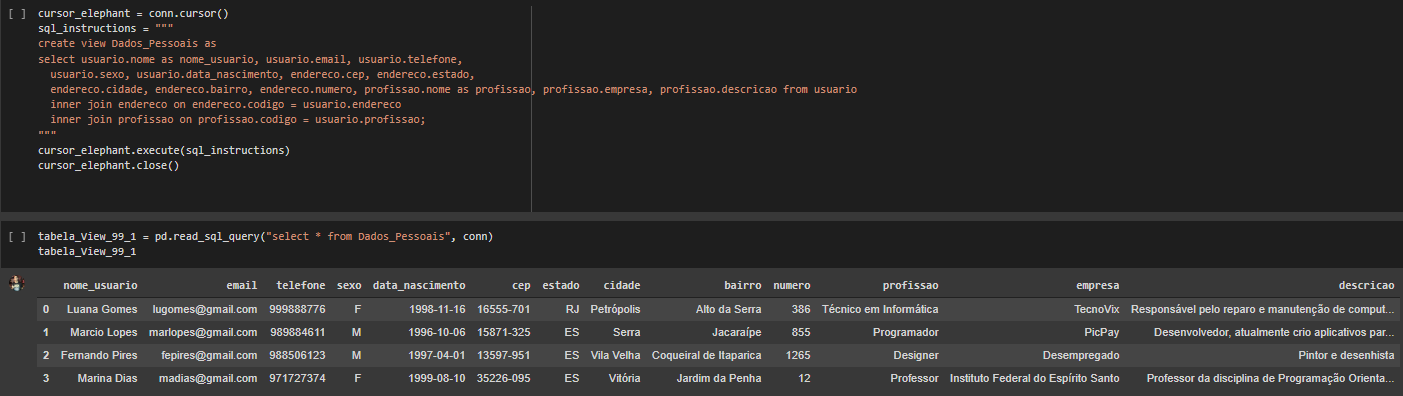 [ ] cursor_elephant = conn.cursor()
sql_instructions = """
create view Dados_Pessoais as
select usuario.nome as nome_usuario, usuario.email, usuario.telefone,
usuario.sexo, usuario.data_nascimento, endereco.cep, endereco.estado,
endereco.cidade, endereco.bairro, endereco.numero, profissao.nome as profissao, profissao.empresa, profissao.descricao from usuario
inner join endereco on endereco.codigo = usuario.endereco
inner join profissao on profissao.codigo = usuario.profissao;
"""
cursor_elephant.execute(sql_instructions)
cursor_elephant.close()
[ ] tabela_View_99_1 = pd.read_sql_query("select * from Dados_Pessoais", conn)
tabela_View_99_1
nome_usuario email telefone sexo data_nascimento cep estado cidade bairro numero profissao empresa descricao
0 Luana Gomes lugomes@gmail.com 999888776 F 1998-11-16 16555-701 RJ Petrópolis Alto da Serra 386 Técnico em Informática TecnoVix Responsável pelo reparo e manutenção de comput...
1 Marcio Lopes marlopes@gmail.com 989884611 M 1996-10-06 15871-325 ES Serra Jacaraípe 855 Programador PicPay Desenvolvedor, atualmente crio aplicativos par...
2 Fernando Pires fepires@gmail.com 988506123 M 1997-04-01 13597-951 ES Vila Velha Coqueiral de Itaparica 1265 Designer Desempregado Pintor e desenhista
3 Marina Dias madias@gmail.com 971727374 F 1999-08-10 35226-095 ES Vitória Jardim da Penha 12 Professor Instituto Federal do Espírito Santo Professor da disciplina de Programação Orienta...